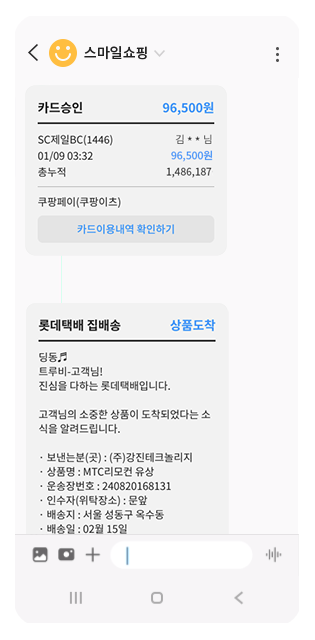 스마일쇼핑
카드승인 96,500원
SC제일BC(1446) 김**님
01/09 03:32 96,500원
총누적 1,486,187
쿠팡페이(쿠팡이츠)
카드이용내역 확인하기
롯데택배 집배송 상품도착
딩동♬
트루비-고객님!
진심을 다하는 롯데택배입니다.
고객님의 소중한 상품이 도착되었다는 소
식을 알려드립니다.
· 보낸는분(곳) : (주)강진테크놀리지
· 상품명 : MTC리모컨 유상
· 운송장번호 : 240820168131
· 인수자(위탁장소) : 문앞
· 배송지 : 서울 성동구 옥수동
· 배송일 : 02월 15일